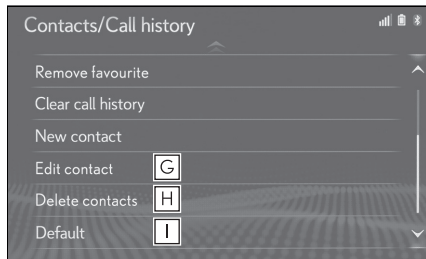 Contacts/Call history
Remove favourite
Clear call history
New contact
Edit contact G
Delete contacts H
Default I